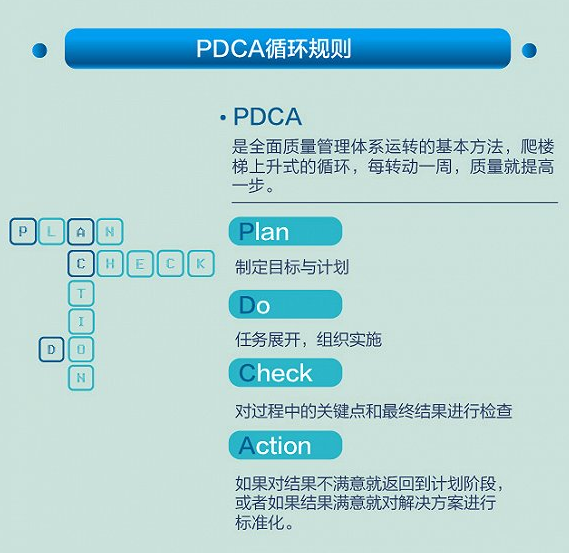 PDCA循环规则
• PDCA
是全面质量管理体系运转的基本方法，爬楼
梯上升式的循环，每转动一周，质量就提高
一步。
PLAN
CHECK
T
I
DO
N
Plan
制定目标与计划
Do
任务展开，组织实施
Check
对过程中的关键点和最终结果进行检查
Action
如果对结果不满意就返回到计划阶段，
或者如果结果满意就对解决方案进行
标准化。